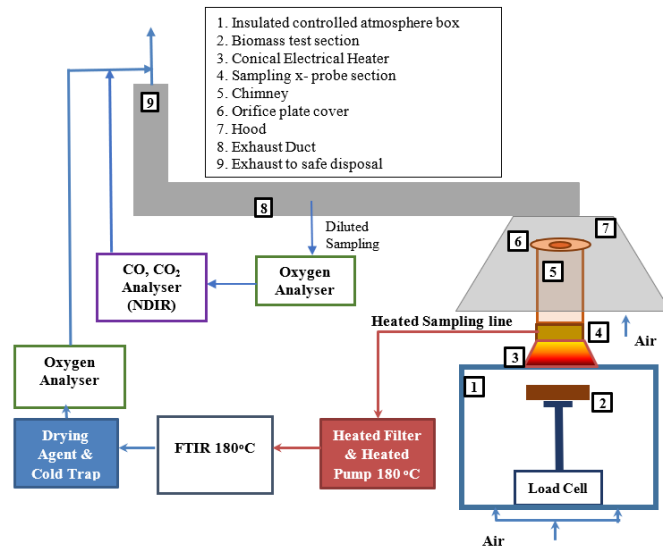 1. Insulated controlled atmosphere box
2. Biomass test section
3. Conical Electrical Heater
4. Sampling x- probe section
5. Chimney
6. Orifice plate cover
7. Hood
8. Exhaust Duct
9. Exhaust to safe disposal
9
8
7
6
5
Diluted
Sampling
CO, CO2
Analyser
(NDIR)
Oxygen
Analyser
Heated Sampling line
4
Air
3
Oxygen
Analyser
1
2
Drying
Agent &
Cold Trap
FTIR 180°C
Heated Filter
& Heated
Pump 180 °C
Load Cell
Air